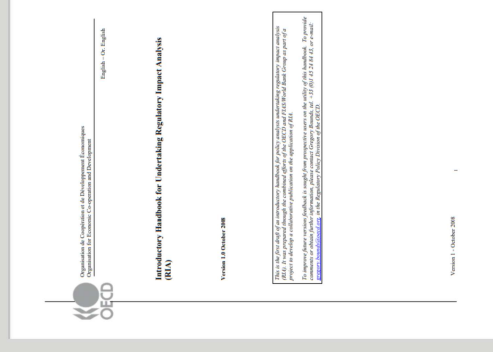 Organisation de Coopération et de Développement Économiques
Organisation for Economic Co-operation and Development
English - Or. English
OECD
Introductory Handbook for Undertaking Regulatory Impact Analysis
(RIA)
Version 1.0 October 2008
This is the first draft of an introductory handbook for policy analysts undertaking regulatory impact analysis
(RIA). It was prepared through the combined efforts of the OECD and FIAS/World Bank Group as part of a
project to develop a collaborative publication on the application of RIA.
To improve future versions feedback is sought from prospective users on the utility of this handbook. To provide
comments or obtain further information, please contact Gregory Bounds, tel. +33 (0)1 45 24 84 43, or e-mail:
gregory.bounds@oecd.org, in the Regulatory Policy Division of the OECD.
1
Version 1 - October 2008